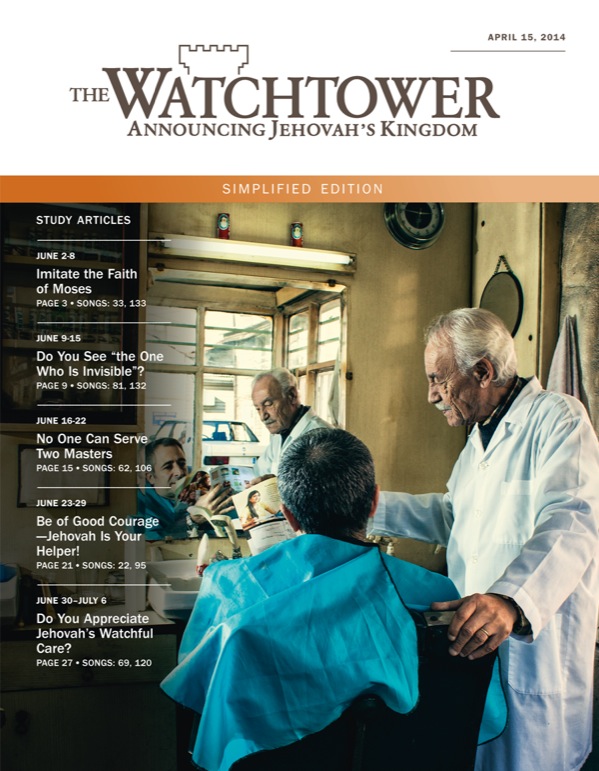 APRIL 15, 2014
THE WATCHTOWER
ANNOUNCING JEHOVAH'S KINGDOM
SIMPLIFIED EDITION
STUDY ARTICLES
JUNE 2-8
Imitate the Faith
of Moses
PAGE 3 • SONGS: 33, 133
JUNE 9-15
Do You See “the One
Who Is Invisible”?
PAGE 9 • SONGS: 81, 132
JUNE 16-22
No One Can Serve
Two Masters
PAGE 15 • SONGS: 62, 106
JUNE 23-29
Be of Good Courage
—Jehovah Is Your
Helper!
PAGE 21 • SONGS: 22, 95
JUNE 30–JULY 6
Do You Appreciate
Jehovah's Watchful
Care?
PAGE 27 • SONGS: 69, 120